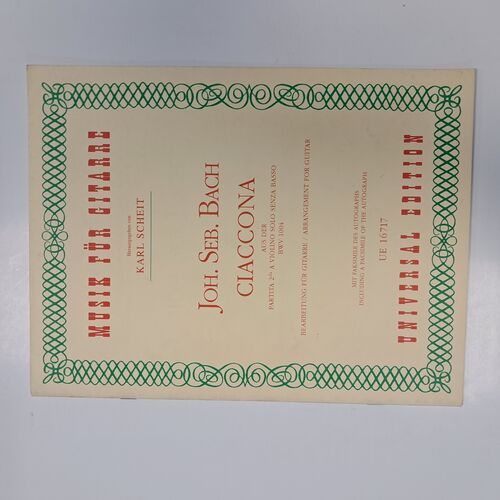 MUSIK FÜR GITARRE
Herausgegeben von
KARL SCHEIT
JOH. SEB. BACH
CIACCONA
AUS DER
PARTITA 2da A VIOLINO SOLO SENZA BASSO
BWV 1004
BEARBEITUNG FÜR GITARRE / ARRANGEMENT FOR GUITAR
MIT FAKSIMILE DES AUTOGRAPHS
INCLUDING A FACSIMILE OF THE AUTOGRAPH
UE 16717
UNIVERSAL EDITION